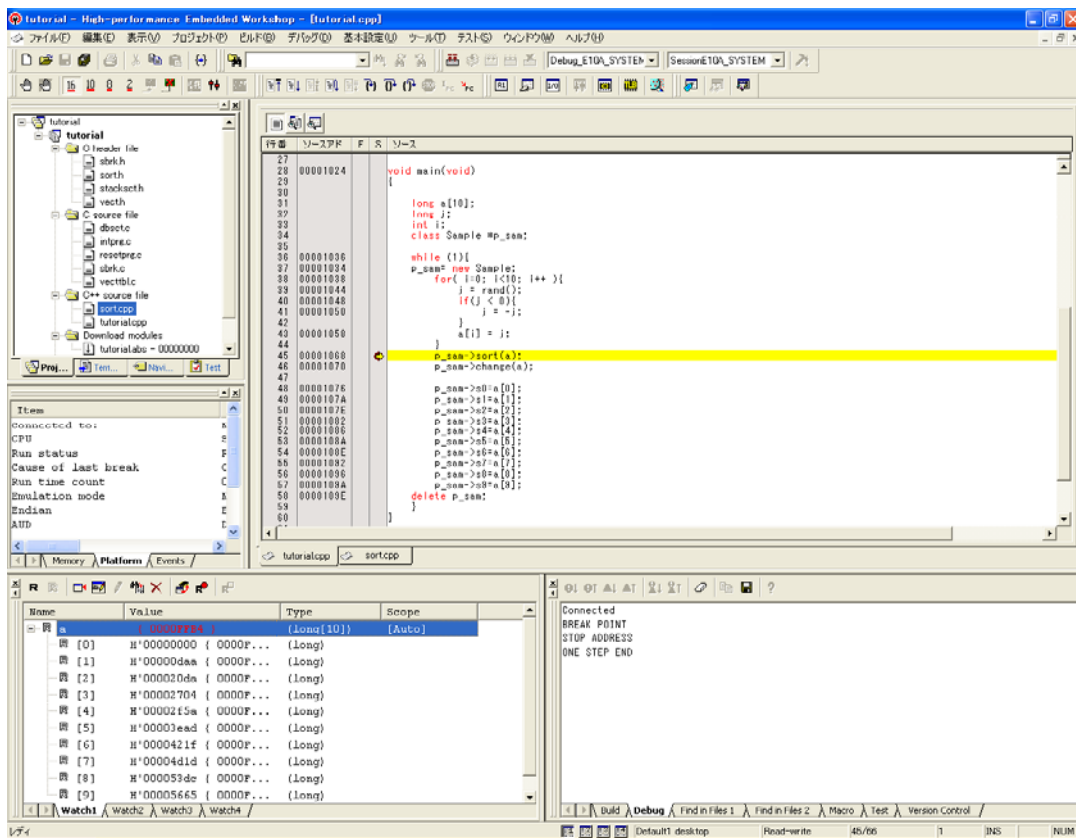 tutorial - High-performance Embedded Workshop - [tutorial.cpp]
ファイル(F) 編集(E) 表示(V) プロジェクト(P) ビルド(B) デバッグ(D) 基本設定(U) ツール(T) テスト(S) ウィンドウ(W) ヘルプ(H)
Debug_E10A_SYSTEM SessionE10A_SYSTEM
tutorial
tutorial
C header file
sbrk.h
sort.h
stacksct.h
vect.h
C source file
dbsct.c
intprg.c
resetprg.c
sbrk.c
vecttbl.c
C++ source file
sort.cpp
tutorial.cpp
Download modules
tutorial.abs - 00000000
Proj... Tem... Navi... Test
Item
Connected to:
CPU
Run status
Cause of last break
Run time count
Emulation mode
Endian
AUD
Memory Platform Events
行番 ソースアド F S ソース
27
28 00001024 void main(void)
29 {
30
31 long a[10];
32 long j;
33 int i;
34 class Sample *p_sam;
35
36 00001036 while (1){
37 00001034 p_sam= new Sample;
38 00001038 for( i=0; i<10; i++ ){
39 00001044 j = rand();
40 00001048 if(j < 0){
41 00001050 j = -j;
42 }
43 00001058 a[i] = j;
44 }
45 00001068 p_sam->sort(a);
46 00001070 p_sam->change(a);
47
48 00001076 p_sam->s0=a[0];
49 0000107A p_sam->s1=a[1];
50 0000107E p_sam->s2=a[2];
51 00001082 p_sam->s3=a[3];
52 00001086 p_sam->s4=a[4];
53 0000108A p_sam->s5=a[5];
54 0000108E p_sam->s6=a[6];
55 00001092 p_sam->s7=a[7];
56 00001096 p_sam->s8=a[8];
57 0000109A p_sam->s9=a[9];
58 0000109E delete p_sam;
59 }
60 }
tutorial.cpp sort.cpp
Name Value Type Scope
a { 0000FFB4 } (long[10]) [Auto]
[0] H'00000000 { 0000F... (long)
[1] H'00000daa { 0000F... (long)
[2] H'000020da { 0000F... (long)
[3] H'00002704 { 0000F... (long)
[4] H'00002f5a { 0000F... (long)
[5] H'00003ead { 0000F... (long)
[6] H'0000421f { 0000F... (long)
[7] H'00004d1d { 0000F... (long)
[8] H'000053dc { 0000F... (long)
[9] H'00005665 { 0000F... (long)
Watch1 Watch2 Watch3 Watch4
Connected
BREAK POINT
STOP ADDRESS
ONE STEP END
Build Debug Find in Files 1 Find in Files 2 Macro Test Version Control
レディ Default1 desktop Read-write 45/66 1 INS NUM